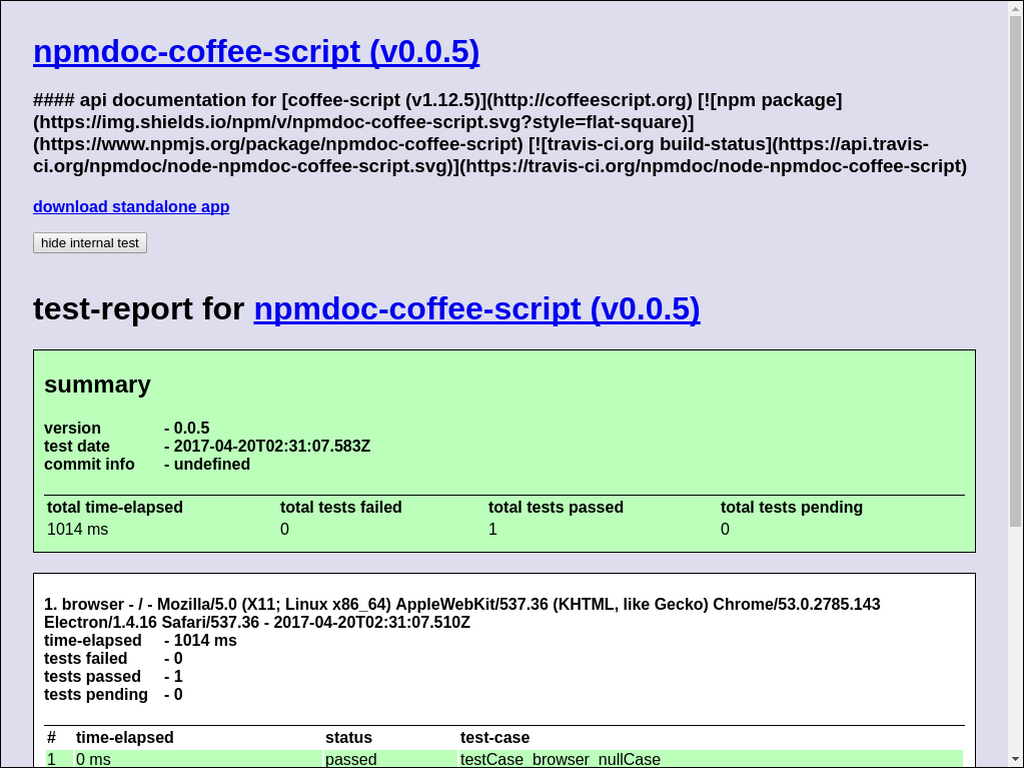 npmdoc-coffee-script (v0.0.5)
#### api documentation for [coffee-script (v1.12.5)](http://coffeescript.org) [![npm package]
(https://img.shields.io/npm/v/npmdoc-coffee-script.svg?style=flat-square)]
(https://www.npmjs.org/package/npmdoc-coffee-script) [![travis-ci.org build-status](https://api.travis-
ci.org/npmdoc/node-npmdoc-coffee-script.svg)](https://travis-ci.org/npmdoc/node-npmdoc-coffee-script)
download standalone app
hide internal test
test-report for npmdoc-coffee-script (v0.0.5)
summary
version - 0.0.5
test date - 2017-04-20T02:31:07.583Z
commit info - undefined
total time-elapsed total tests failed total tests passed total tests pending
1014 ms 0 1 0
1. browser - / - Mozilla/5.0 (X11; Linux x86_64) AppleWebKit/537.36 (KHTML, like Gecko) Chrome/53.0.2785.143
Electron/1.4.16 Safari/537.36 - 2017-04-20T02:31:07.510Z
time-elapsed - 1014 ms
tests failed - 0
tests passed - 1
tests pending - 0
# time-elapsed status test-case
1 0 ms passed testCase_browser_nullCase